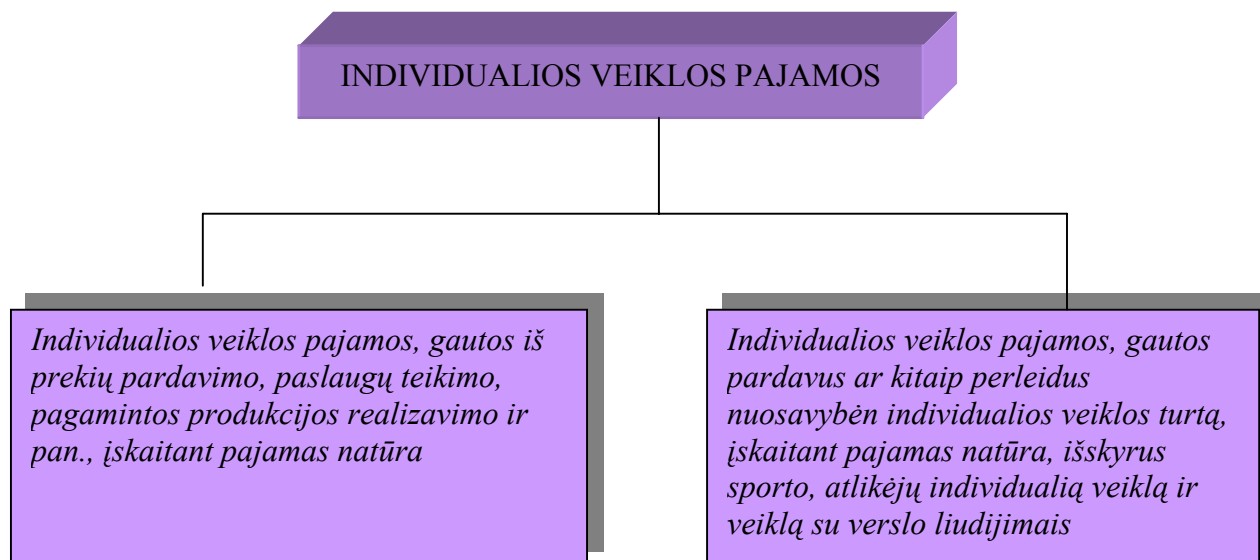 INDIVIDUALIOS VEIKLOS PAJAMOS
Individualios veiklos pajamos, gautos iš
prekių pardavimo, paslaugų teikimo,
pagamintos produkcijos realizavimo ir
pan., įskaitant pajamas natūra
Individualios veiklos pajamos, gautos
pardavus ar kitaip perleidus
nuosavybėn individualios veiklos turtą,
įskaitant pajamas natūra, išskyrus
sporto, atlikėjų individualią veiklą ir
veiklą su verslo liudijimais